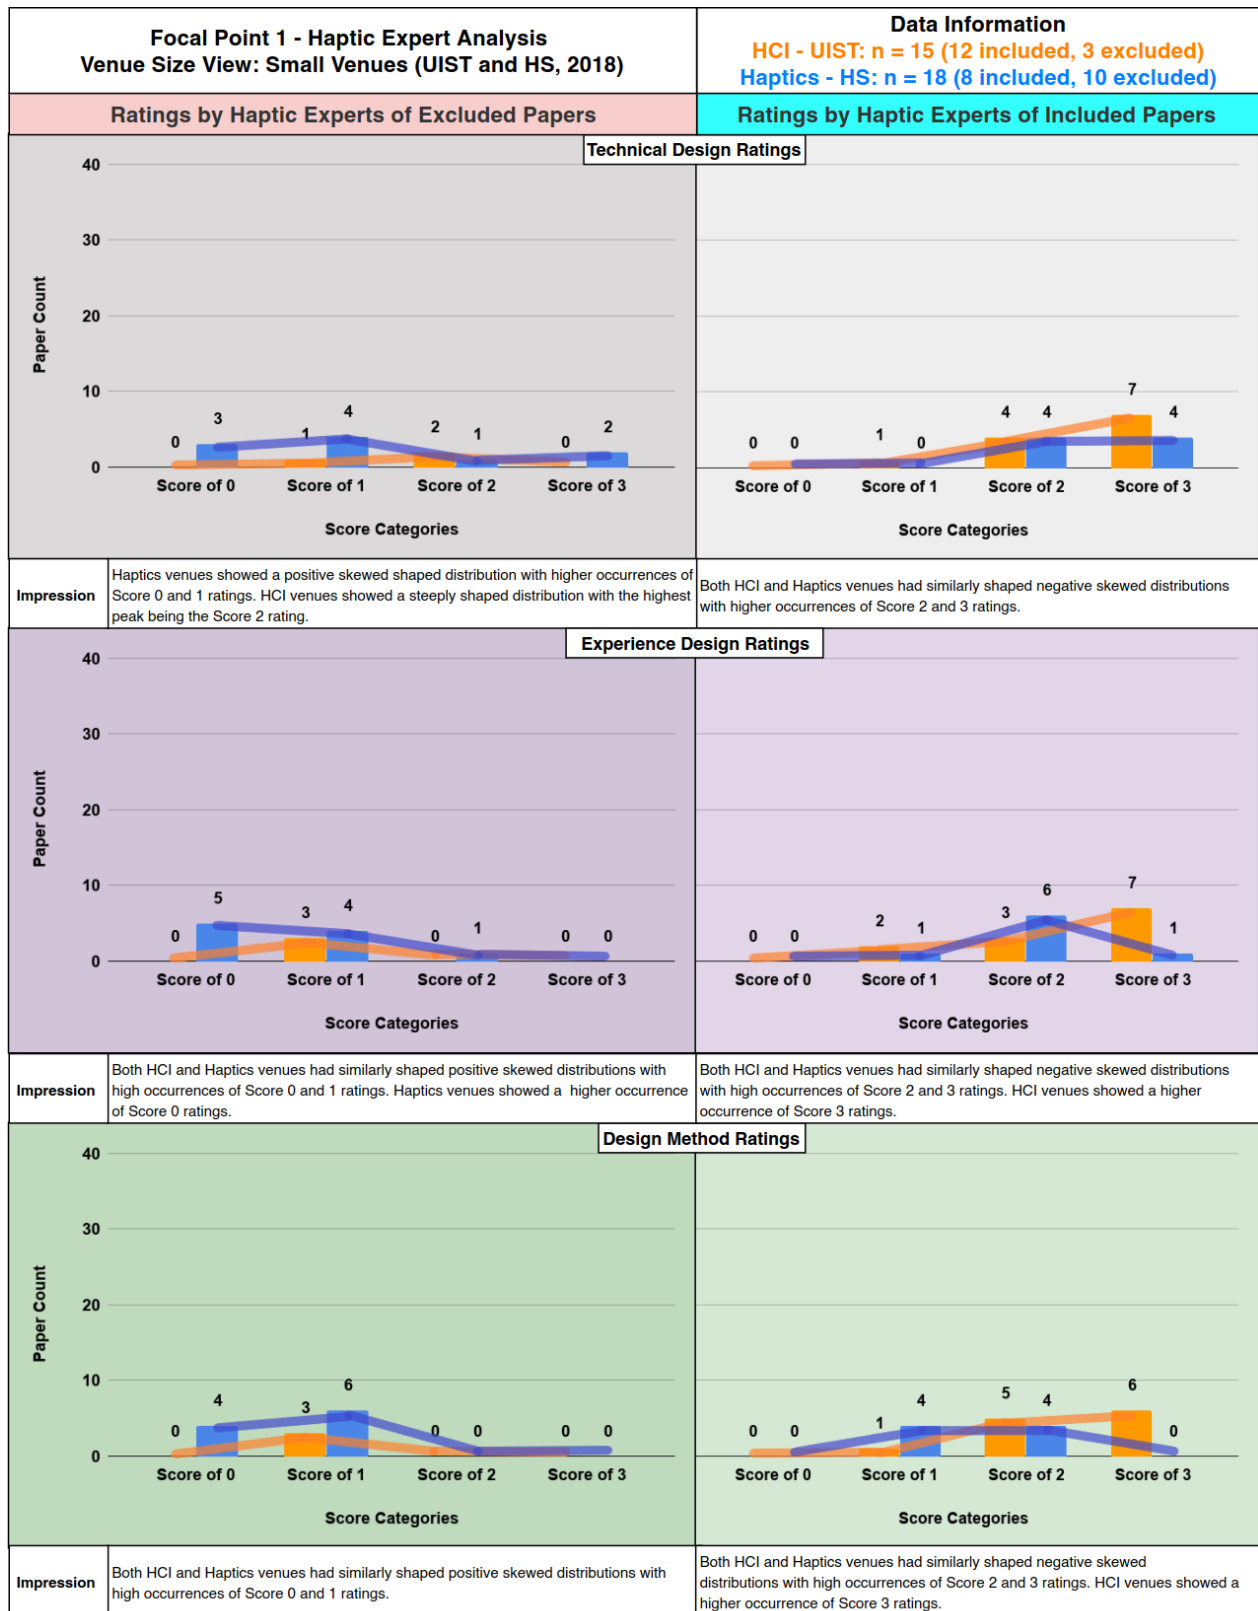 Focal Point 1 - Haptic Expert Analysis
Venue Size View: Small Venues (UIST and HS, 2018)
Data Information
HCI - UIST: n = 15 (12 included, 3 excluded)
Haptics - HS: n = 18 (8 included, 10 excluded)
Ratings by Haptic Experts of Excluded Papers
Ratings by Haptic Experts of Included Papers
Technical Design Ratings
Paper Count
40
30
20
10
0
0 3 1 4 2 1 0 2
Score of 0 Score of 1 Score of 2 Score of 3
Score Categories
0 0 1 0 4 4 7 4
Score of 0 Score of 1 Score of 2 Score of 3
Score Categories
Impression
Haptics venues showed a positive skewed shaped distribution with higher occurrences of
Score 0 and 1 ratings. HCI venues showed a steeply shaped distribution with the highest
peak being the Score 2 rating.
Both HCI and Haptics venues had similarly shaped negative skewed distributions
with higher occurrences of Score 2 and 3 ratings.
Experience Design Ratings
Paper Count
40
30
20
10
0
0 5 3 4 0 1 0 0
Score of 0 Score of 1 Score of 2 Score of 3
Score Categories
0 0 2 1 3 6 7 1
Score of 0 Score of 1 Score of 2 Score of 3
Score Categories
Impression
Both HCI and Haptics venues had similarly shaped positive skewed distributions with
high occurrences of Score 0 and 1 ratings. Haptics venues showed a higher occurrence
of Score 0 ratings.
Both HCI and Haptics venues had similarly shaped negative skewed distributions
with high occurrences of Score 2 and 3 ratings. HCI venues showed a higher
occurrence of Score 3 ratings.
Design Method Ratings
Paper Count
40
30
20
10
0
0 4 3 6 0 0 0 0
Score of 0 Score of 1 Score of 2 Score of 3
Score Categories
0 0 1 4 5 4 6 0
Score of 0 Score of 1 Score of 2 Score of 3
Score Categories
Impression
Both HCI and Haptics venues had similarly shaped positive skewed distributions with
high occurrences of Score 0 and 1 ratings.
Both HCI and Haptics venues had similarly shaped negative skewed
distributions with high occurrences of Score 2 and 3 ratings. HCI venues showed a
higher occurrence of Score 3 ratings.